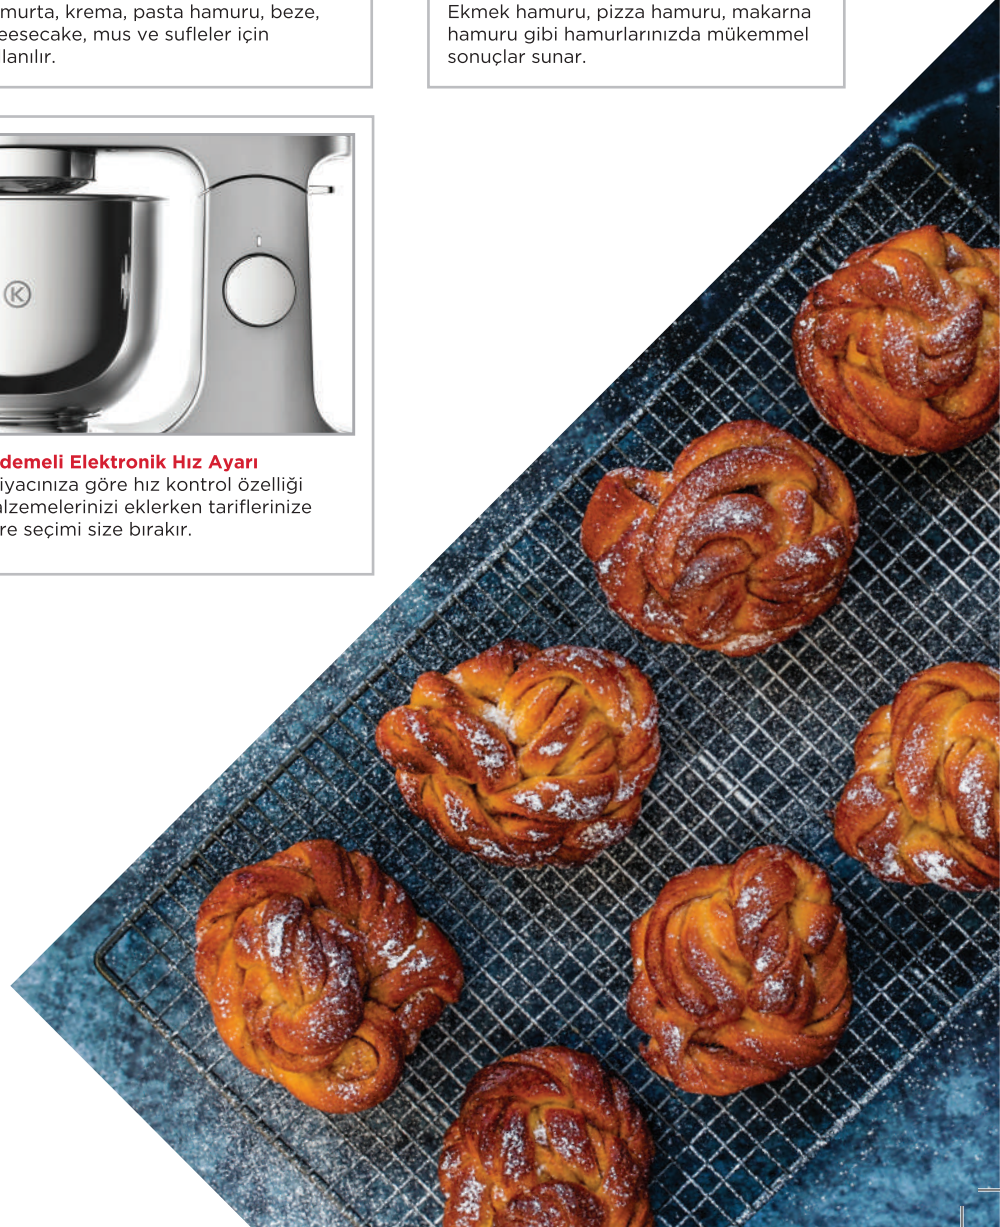 murta, krema, pasta hamuru, beze,
eesecake, mus ve sufleler için
lanılır.
Ekmek hamuru, pizza hamuru, makarna
hamuru gibi hamurlarınızda mükemmel
sonuçlar sunar.
K
demeli Elektronik Hız Ayarı
iyacınıza göre hız kontrol özelliği
alzemelerinizi eklerken tariflerinize
re seçimi size bırakır.